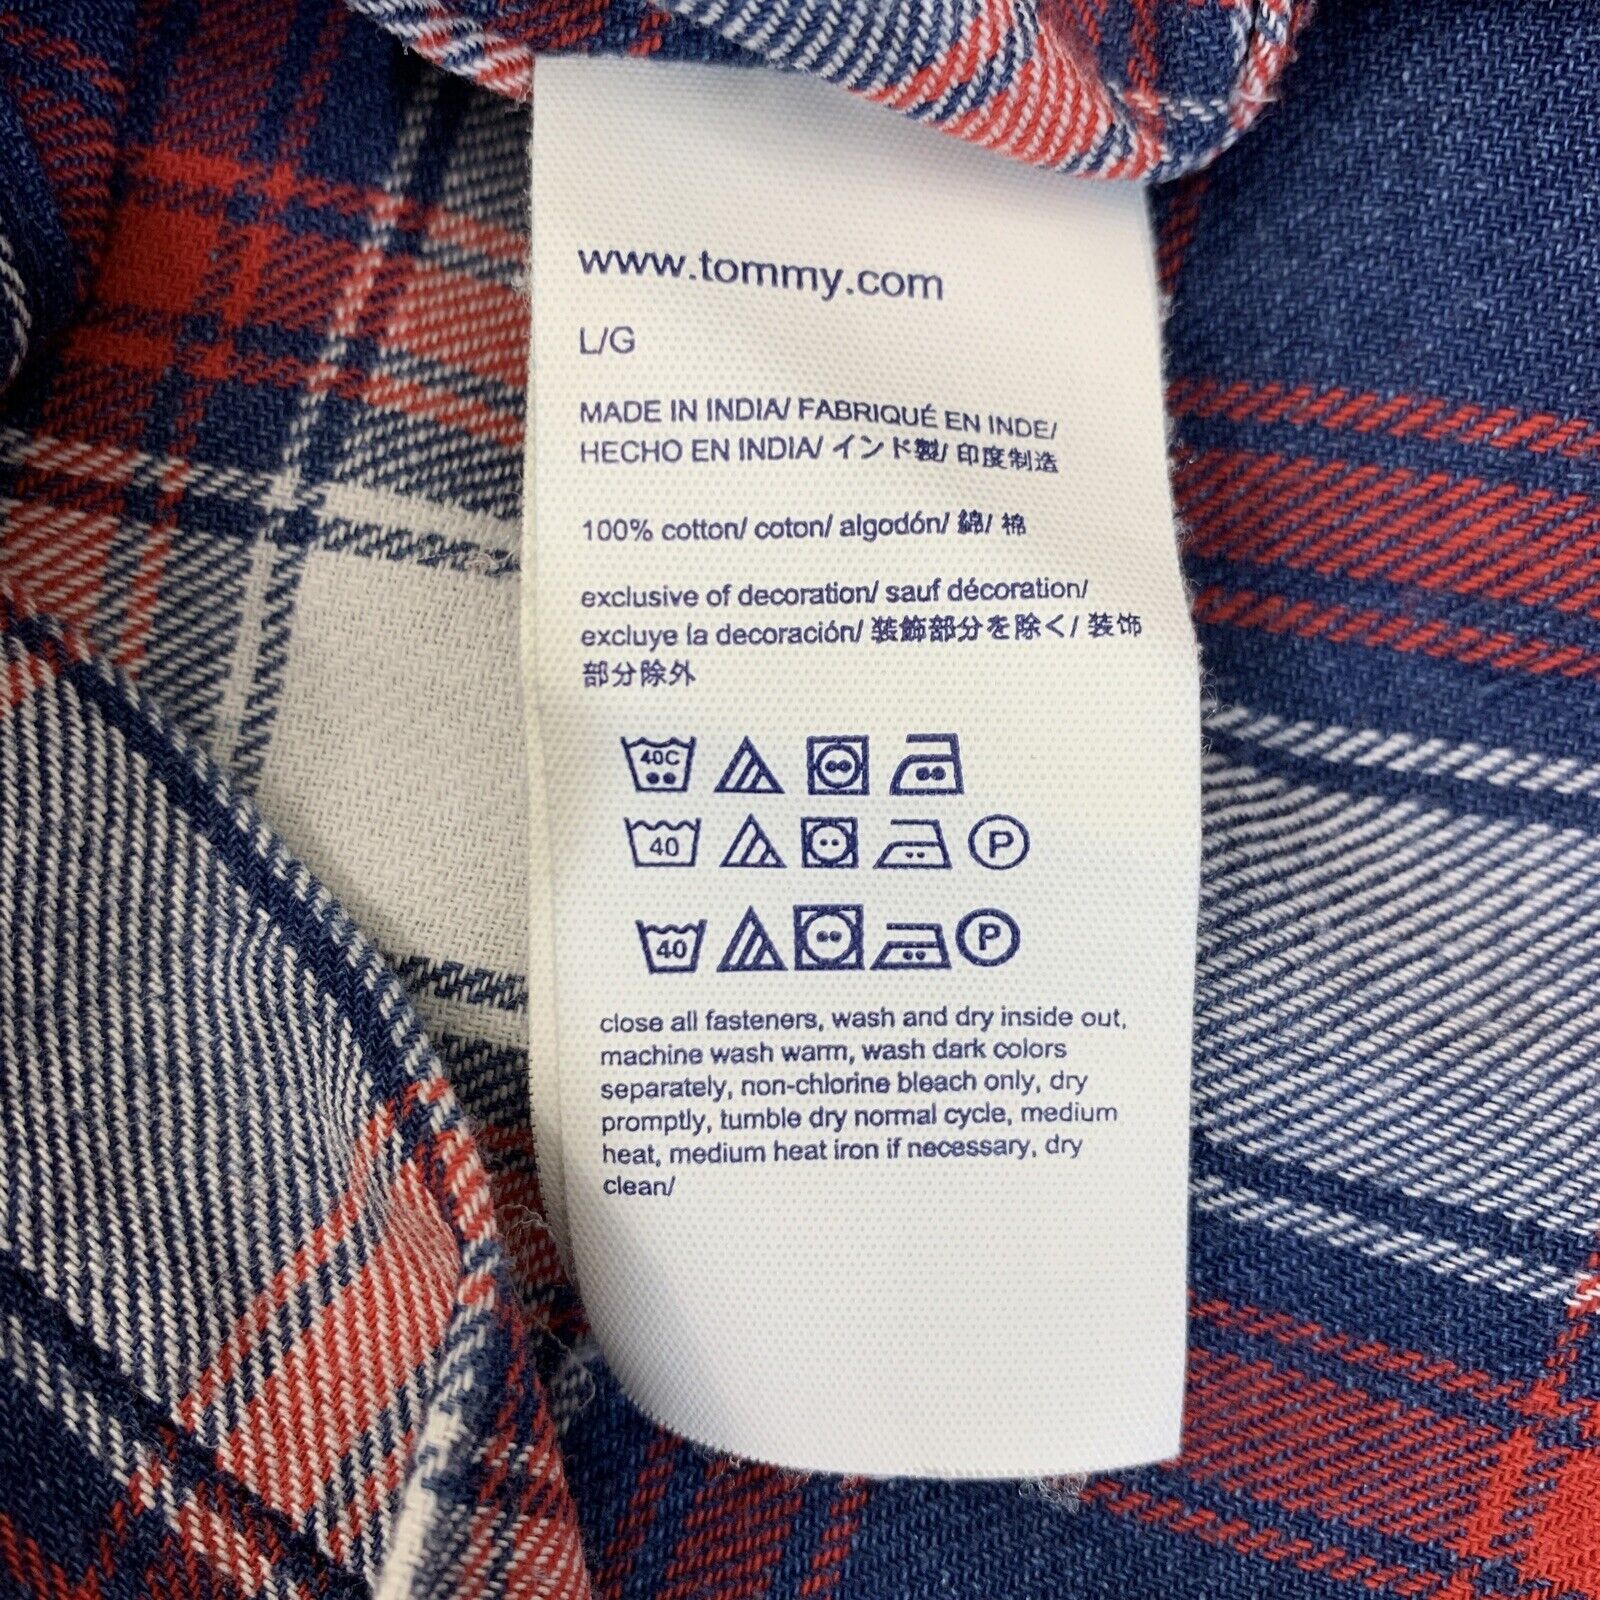 www.tommy.com
L/G
MADE IN INDIA/ FABRIQUÉ EN INDE/
HECHO EN INDIA/ インド製/ 印度制造
100% cotton/ coton/ algodón/ 綿/ 棉
exclusive of decoration/ sauf décoration/
excluye la decoración/ 装飾部分を除く/ 装饰
部分除外
40C
40 P
40 P
close all fasteners, wash and dry inside out,
machine wash warm, wash dark colors
separately, non-chlorine bleach only, dry
promptly, tumble dry normal cycle, medium
heat, medium heat iron if necessary, dry
clean/